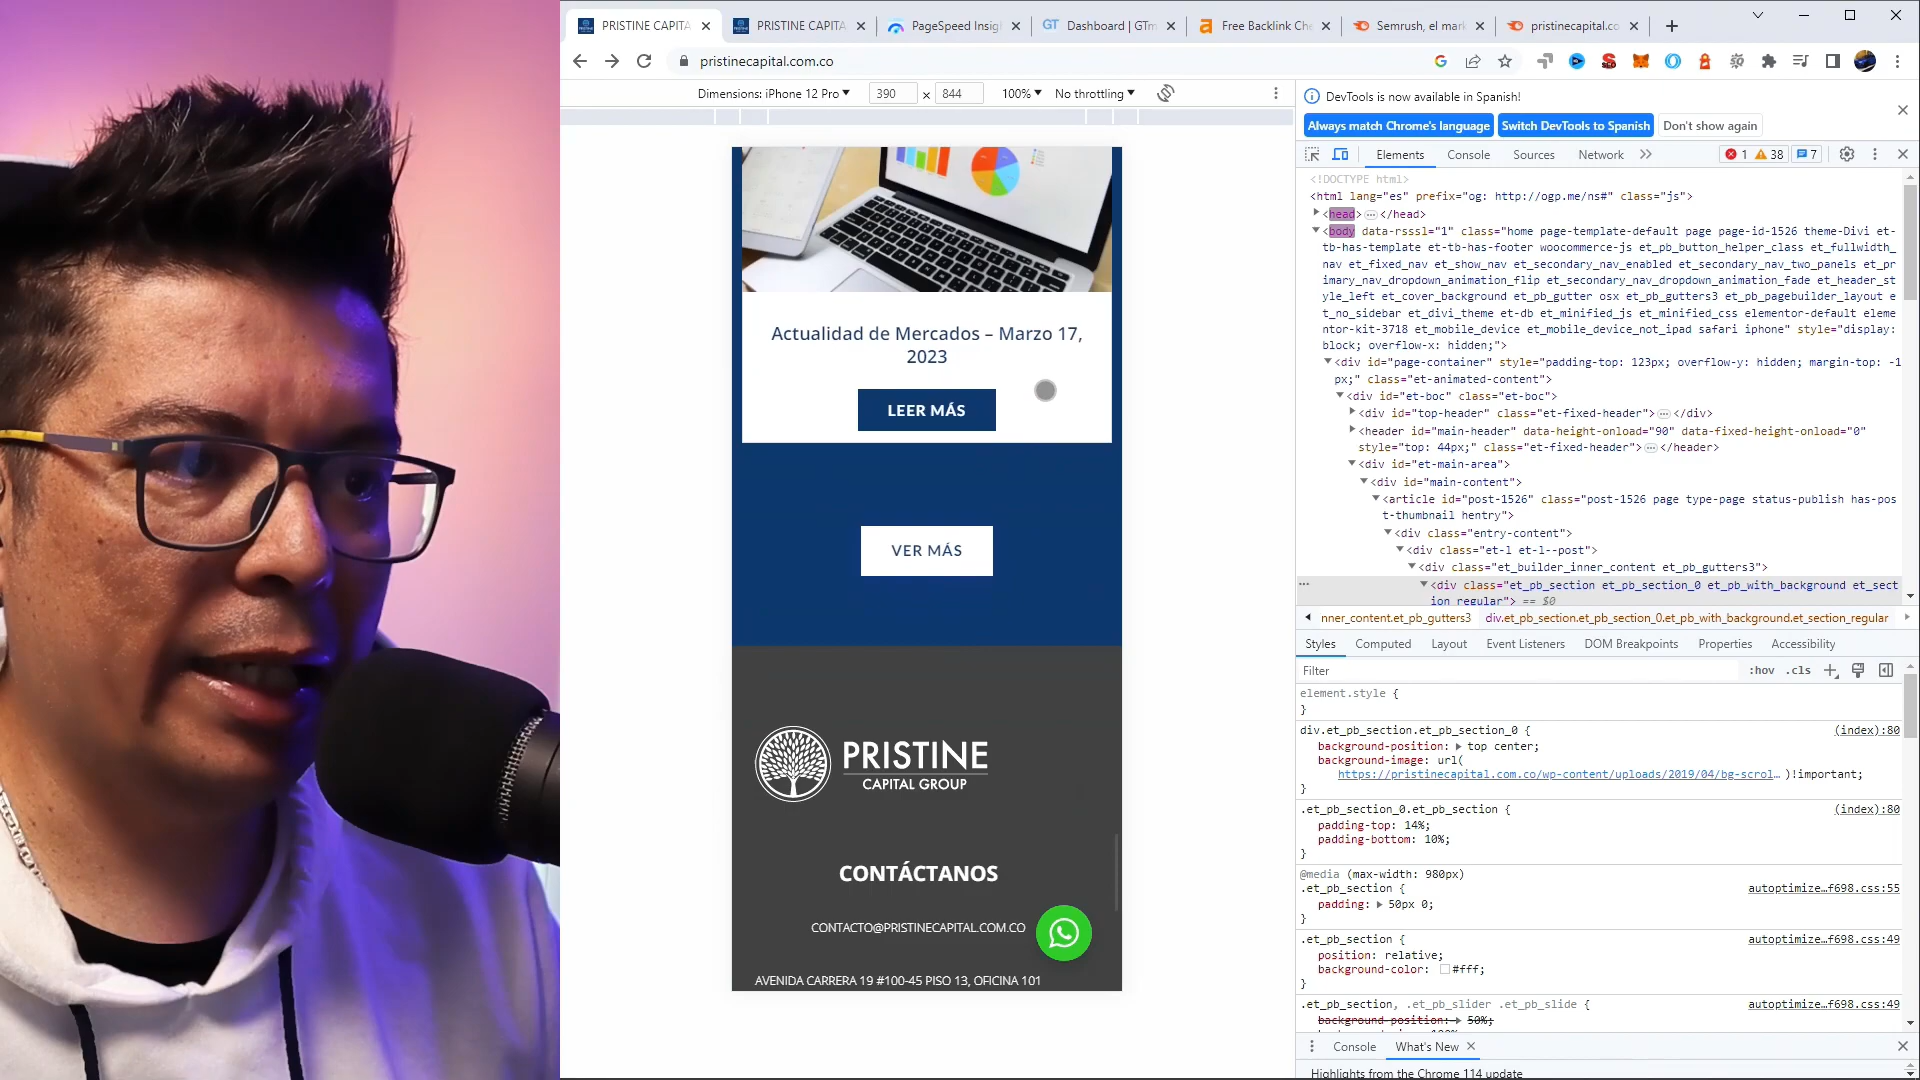 PRISTINE CAPITA
PRISTINE CAPITA
PageSpeed Insig
GT Dashboard | GTm
Free Backlink Che
Semrush, el mark
pristinecapital.co
pristinecapital.com.co
Dimensions: iPhone 12 Pro 390 x 844 100% No throttling
DevTools is now available in Spanish!
Always match Chrome's language Switch DevTools to Spanish Don't show again
Elements Console Sources Network 1 38 7
<!DOCTYPE html>
<html lang="es" prefix="og: http://ogp.me/ns#" class="js">
<head> … </head>
<body data-rsssl="1" class="home page-template-default page page-id-1526 theme-Divi et-
tb-has-template et-tb-has-footer woocommerce-js et_pb_button_helper_class et_fullwidth_
nav et_fixed_nav et_show_nav et_secondary_nav_enabled et_secondary_nav_two_panels et_pr
imary_nav_dropdown_animation_flip et_secondary_nav_dropdown_animation_fade et_header_st
yle_left et_cover_background et_pb_gutter osx et_pb_gutters3 et_pb_pagebuilder_layout e
t_no_sidebar et_divi_theme et-db et_minified_js et_minified_css elementor-default eleme
ntor-kit-3718 et_mobile_device et_mobile_device_not_ipad safari iphone" style="display:
block; overflow-x: hidden;">
<div id="page-container" style="padding-top: 123px; overflow-y: hidden; margin-top: -1
px;" class="et-animated-content">
<div id="et-boc" class="et-boc">
<div id="top-header" class="et-fixed-header"> … </div>
<header id="main-header" data-height-onload="90" data-fixed-height-onload="0"
style="top: 44px;" class="et-fixed-header"> … </header>
<div id="et-main-area">
<div id="main-content">
<article id="post-1526" class="post-1526 page type-page status-publish has-pos
t-thumbnail hentry">
<div class="entry-content">
<div class="et-l et-l--post">
<div class="et_builder_inner_content et_pb_gutters3">
<div class="et_pb_section et_pb_section_0 et_pb_with_background et_sect
ion_regular"> == $0
nner_content.et_pb_gutters3 div.et_pb_section.et_pb_section_0.et_pb_with_background.et_section_regular
Styles Computed Layout Event Listeners DOM Breakpoints Properties Accessibility
Filter :hov .cls
element.style {
}
div.et_pb_section.et_pb_section_0 { (index):80
background-position: top center;
background-image: url(
https://pristinecapital.com.co/wp-content/uploads/2019/04/bg-scrol… )!important;
}
.et_pb_section_0.et_pb_section { (index):80
padding-top: 14%;
padding-bottom: 10%;
}
@media (max-width: 980px)
.et_pb_section { autoptimize…f698.css:55
padding: 50px 0;
}
.et_pb_section { autoptimize…f698.css:49
position: relative;
background-color: #fff;
}
.et_pb_section, .et_pb_slider .et_pb_slide { autoptimize…f698.css:49
background-position: 50%;
Console What's New
Highlights from the Chrome 114 update
Actualidad de Mercados – Marzo 17,
2023
LEER MÁS
VER MÁS
PRISTINE
CAPITAL GROUP
CONTÁCTANOS
CONTACTO@PRISTINECAPITAL.COM.CO
AVENIDA CARRERA 19 #100-45 PISO 13, OFICINA 101